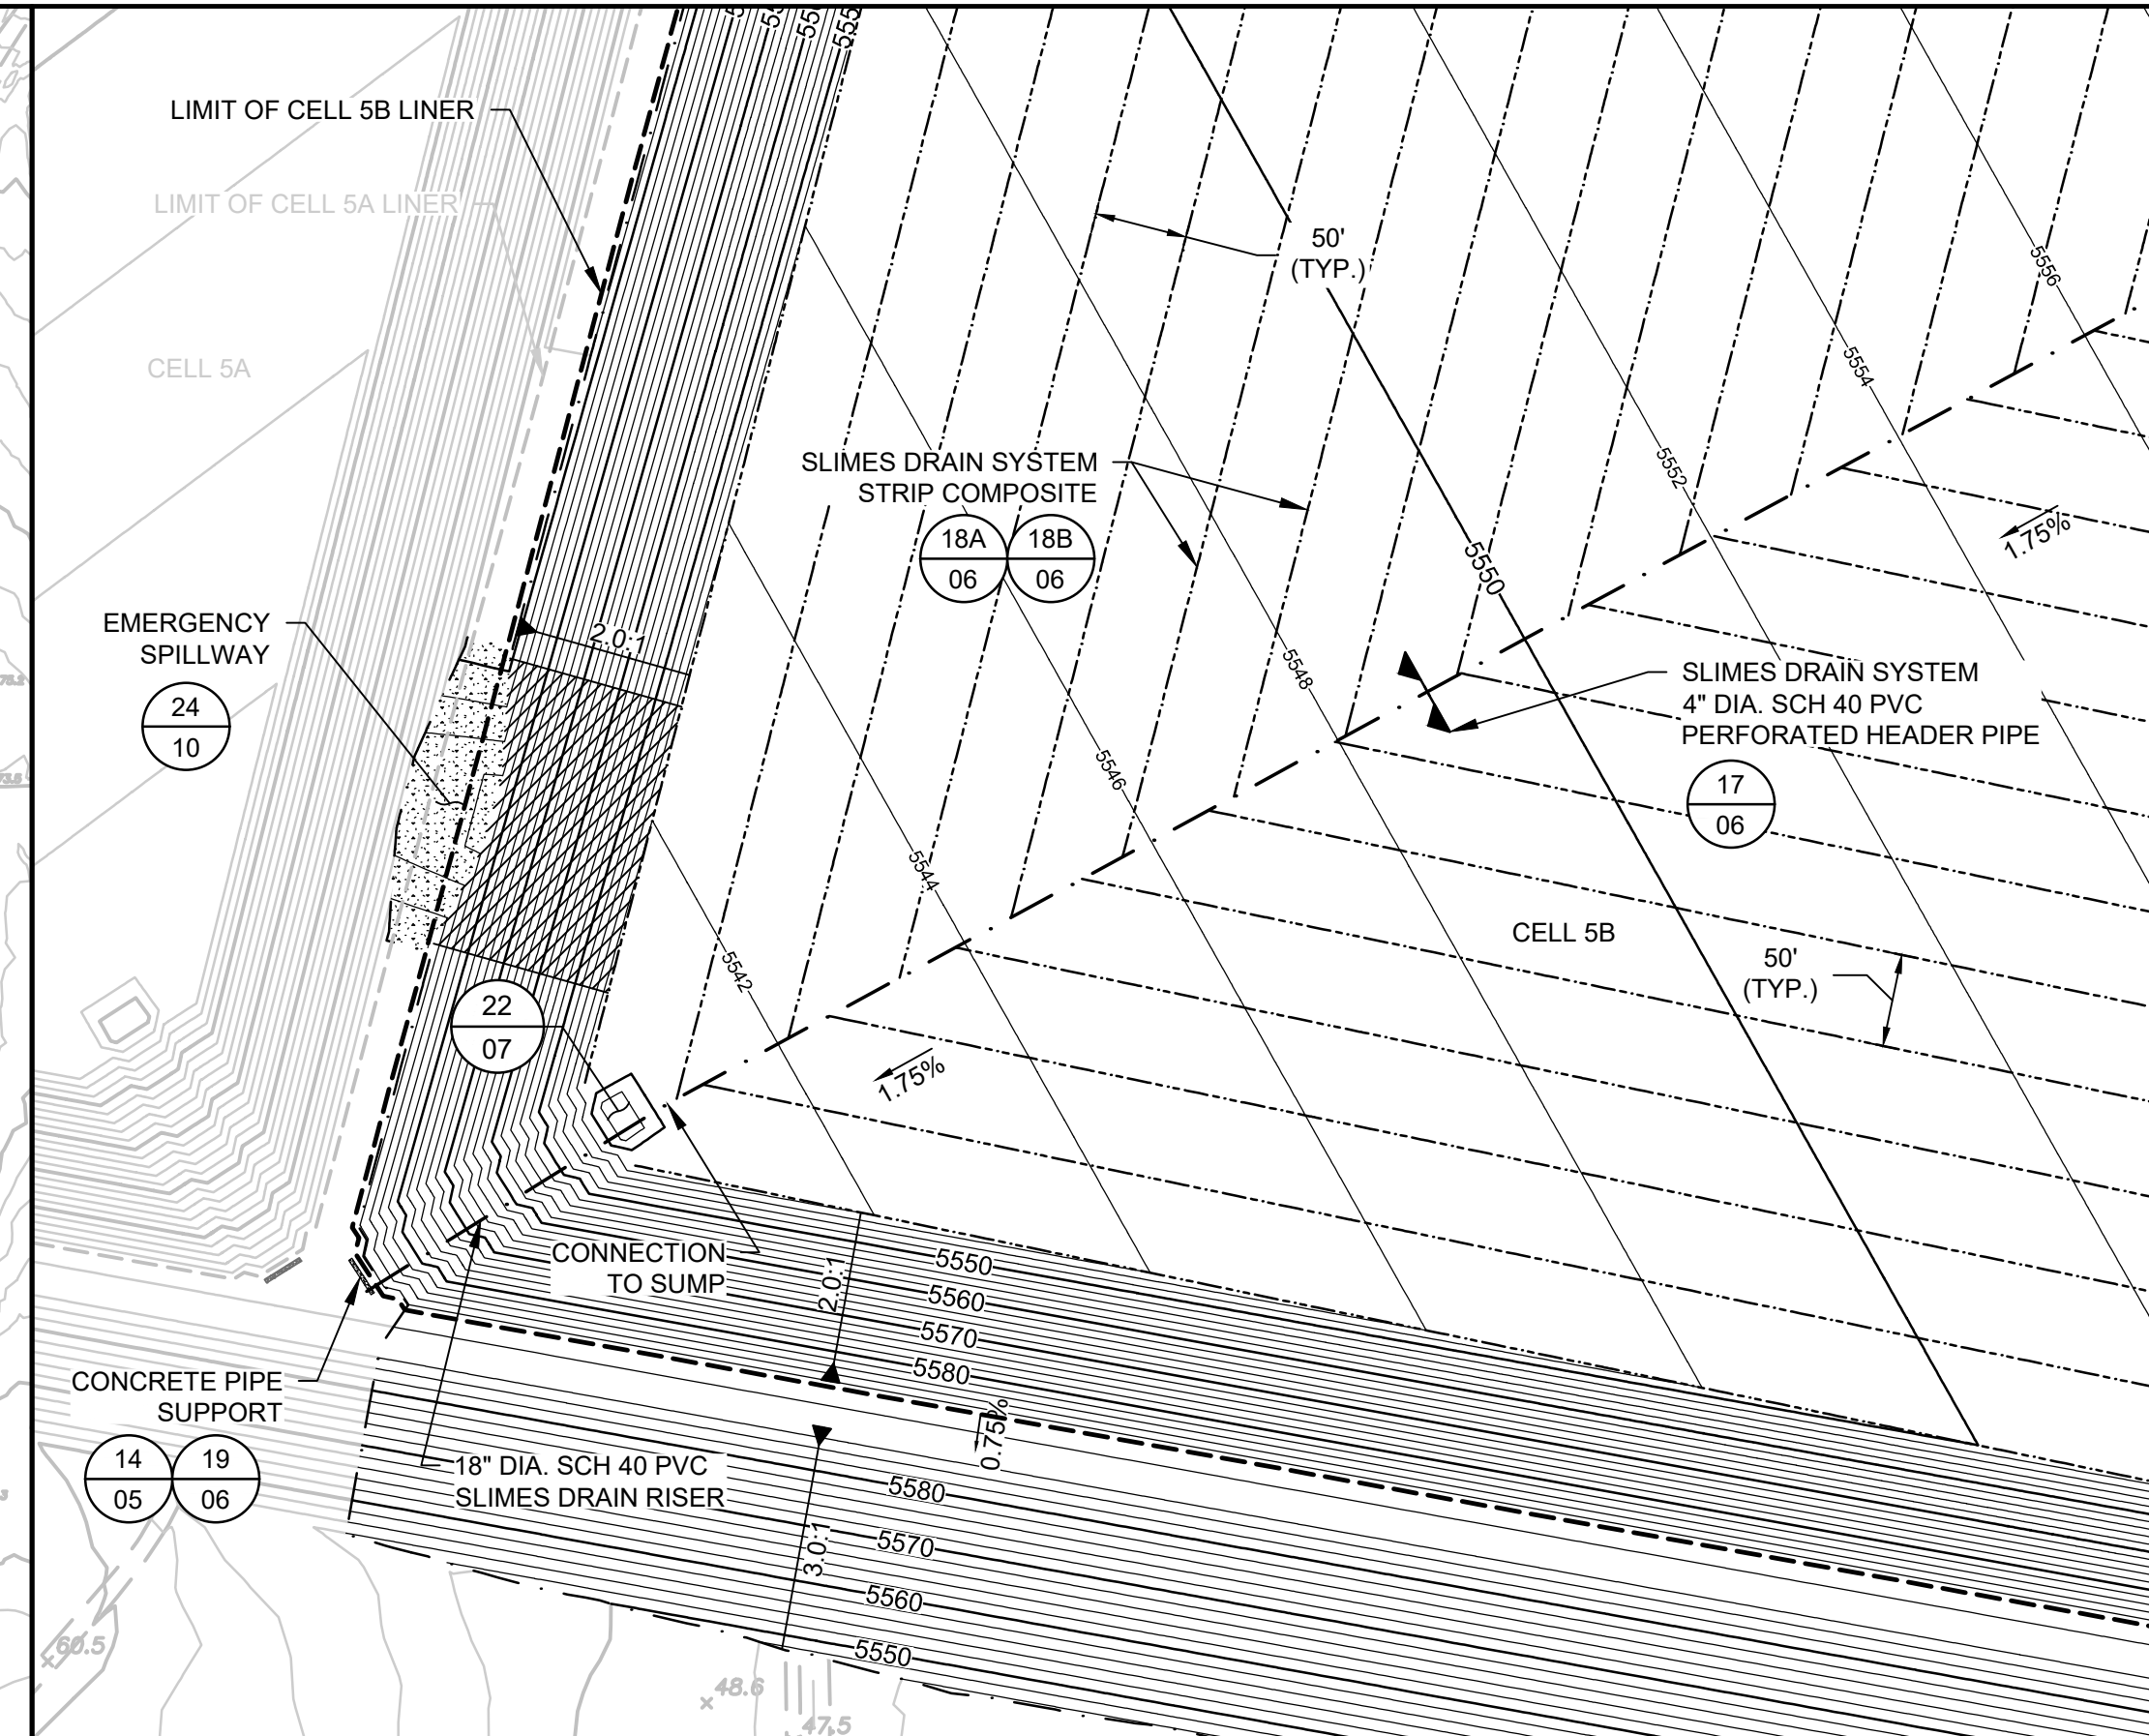 LIMIT OF CELL 5B LINER
LIMIT OF CELL 5A LINER
CELL 5A
50'
(TYP.)
5556
5554
5552
5550
5548
5546
5544
5542
SLIMES DRAIN SYSTEM
STRIP COMPOSITE
18A
06
18B
06
1.75%
EMERGENCY
SPILLWAY
24
10
2.0:1
SLIMES DRAIN SYSTEM
4" DIA. SCH 40 PVC
PERFORATED HEADER PIPE
17
06
CELL 5B
50'
(TYP.)
22
07
1.75%
CONNECTION
TO SUMP
2.0:1
5550
5560
5570
5580
CONCRETE PIPE
SUPPORT
14
05
19
06
18" DIA. SCH 40 PVC
SLIMES DRAIN RISER
0.75%
3.0:1
5580
5570
5560
5550
60.5
48.6
47.5